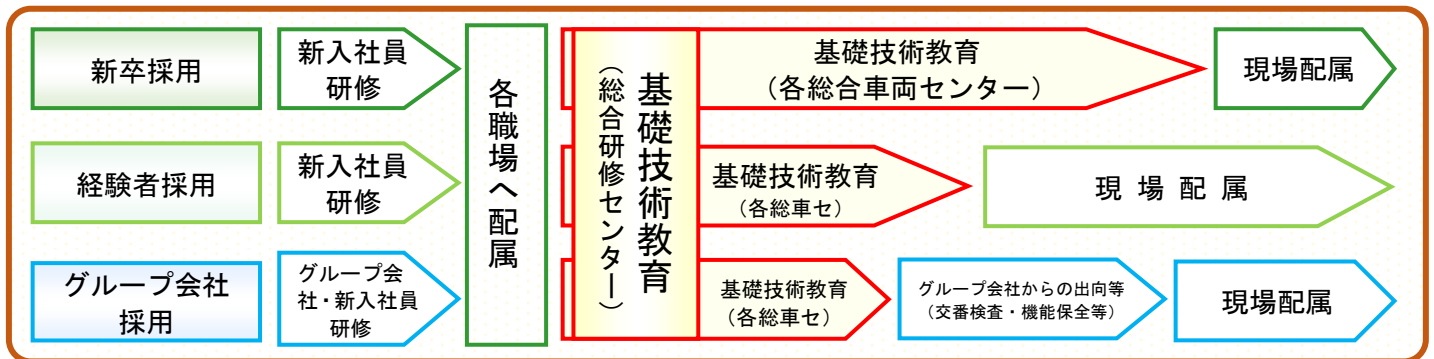 新卒採用
新入社員
研修
経験者採用
新入社員
研修
グループ会社
採用
グループ会
社・新入社員
研修
各職場へ配属
基礎技術教育
（総合研修センター）
基礎技術教育
（各総合車両センター）
現場配属
基礎技術教育
（各総車セ）
現場配属
基礎技術教育
（各総車セ）
グループ会社からの出向等
（交番検査・機能保全等）
現場配属